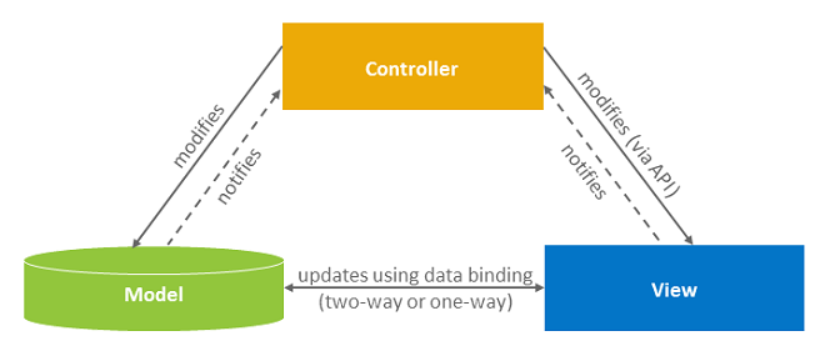 Controller
modifies
notifies
modifies (via API)
notifies
updates using data binding
(two-way or one-way)
Model
View